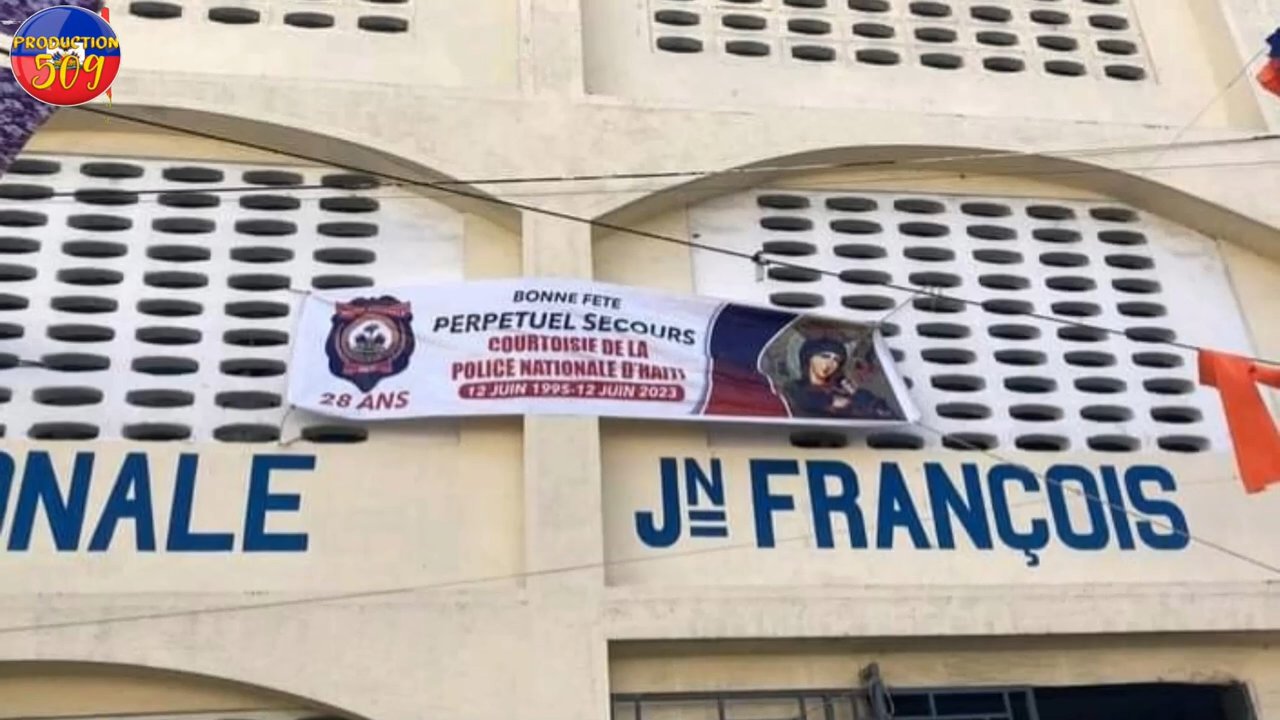 PRODUCTION
509
BONNE FETE
PERPETUEL SECOURS
COURTOISIE DE LA
POLICE NATIONALE D'HAITI
12 JUIN 1995-12 JUIN 2023
28 ANS
ONALE
JN FRANÇOIS